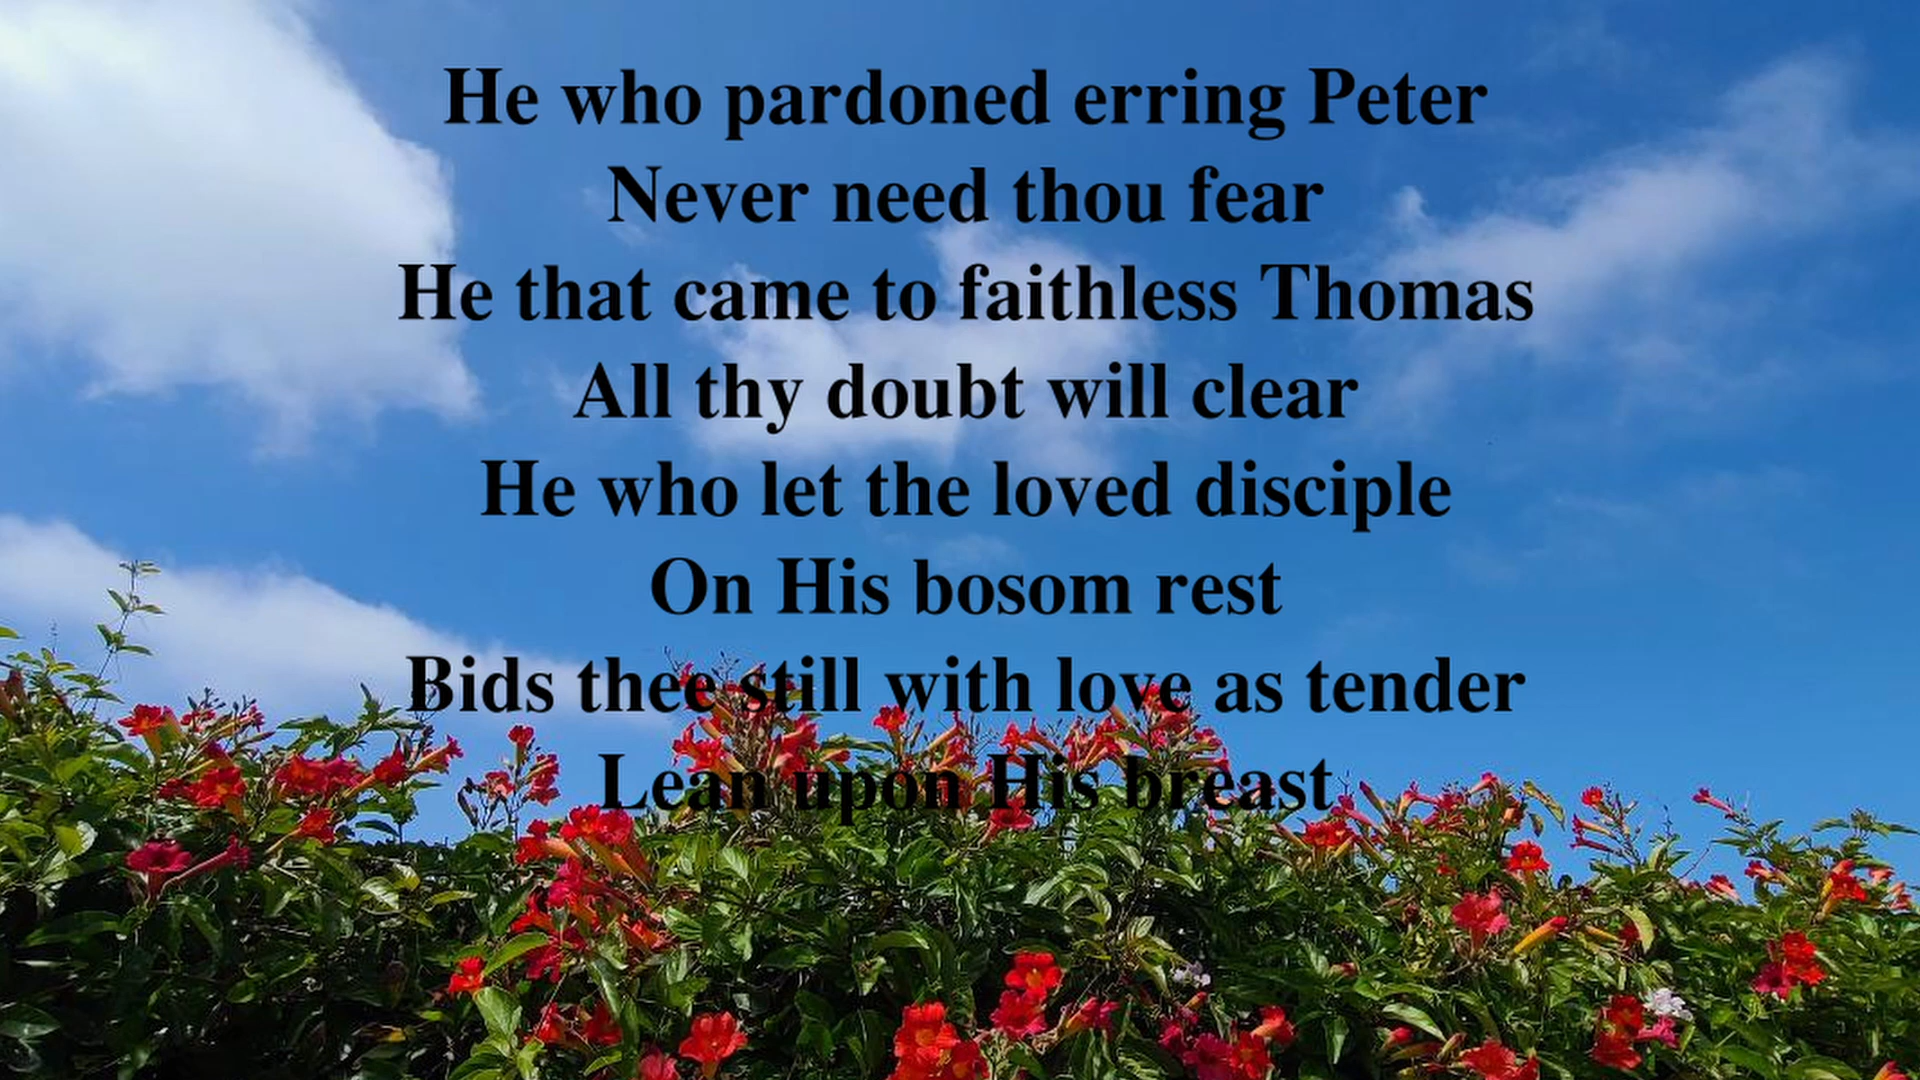 He who pardoned erring Peter
Never need thou fear
He that came to faithless Thomas
All thy doubt will clear
He who let the loved disciple
On His bosom rest
Bids thee still with love as tender
Lean upon His breast